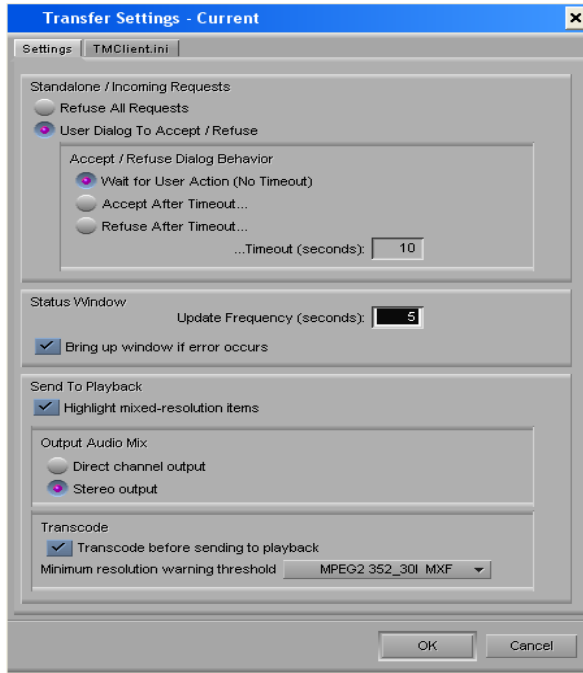 Transfer Settings - Current
Settings
TMClient.ini
Standalone / Incoming Requests
Refuse All Requests
User Dialog To Accept / Refuse
Accept / Refuse Dialog Behavior
Wait for User Action (No Timeout)
Accept After Timeout...
Refuse After Timeout...
...Timeout (seconds): 10
Status Window
Update Frequency (seconds): 5
Bring up window if error occurs
Send To Playback
Highlight mixed-resolution items
Output Audio Mix
Direct channel output
Stereo output
Transcode
Transcode before sending to playback
Minimum resolution warning threshold MPEG2 352_30I MXF
OK
Cancel